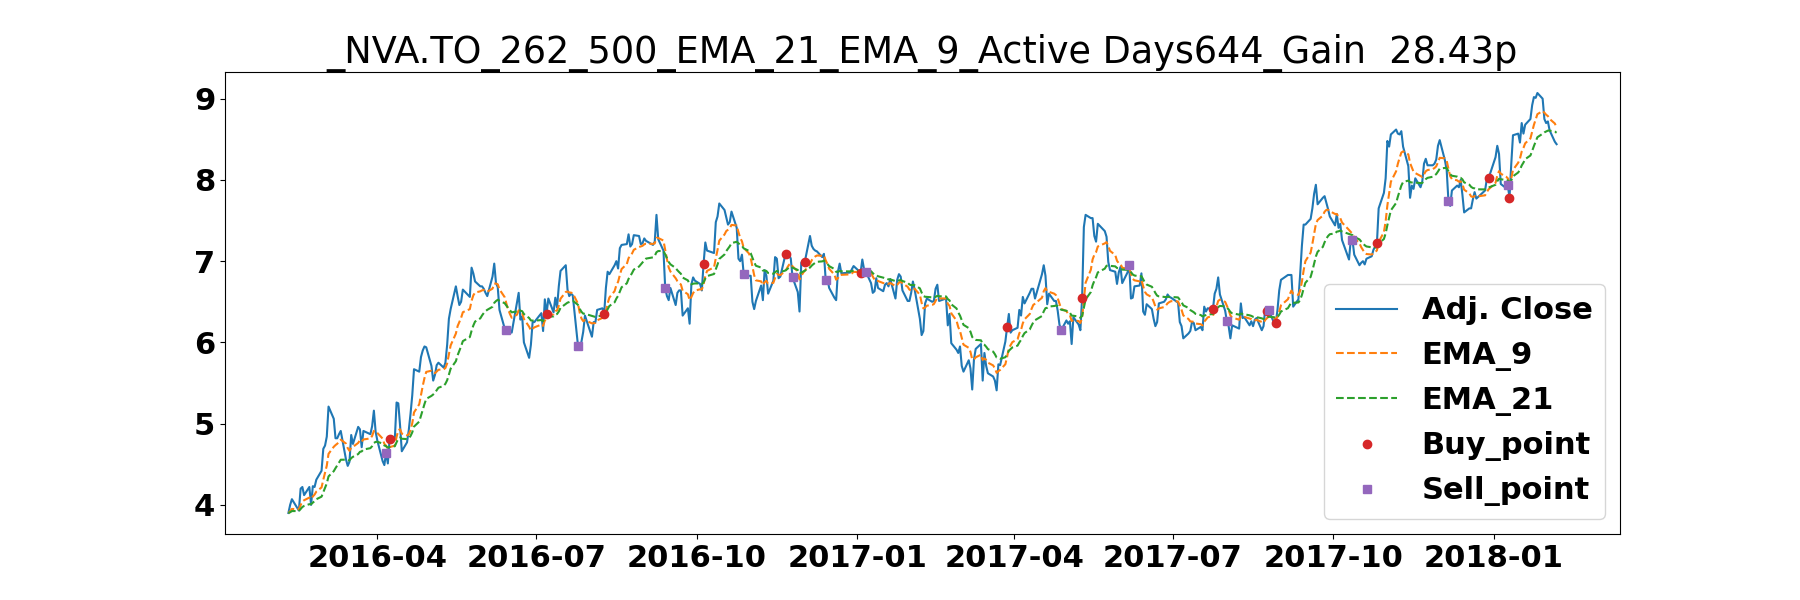 _NVA.TO_262_500_EMA_21_EMA_9_Active Days644_Gain  28.43p
9
8
7
6
5
4
Adj. Close
EMA_9
EMA_21
Buy_point
Sell_point
2016-04 2016-07 2016-10 2017-01 2017-04 2017-07 2017-10 2018-01